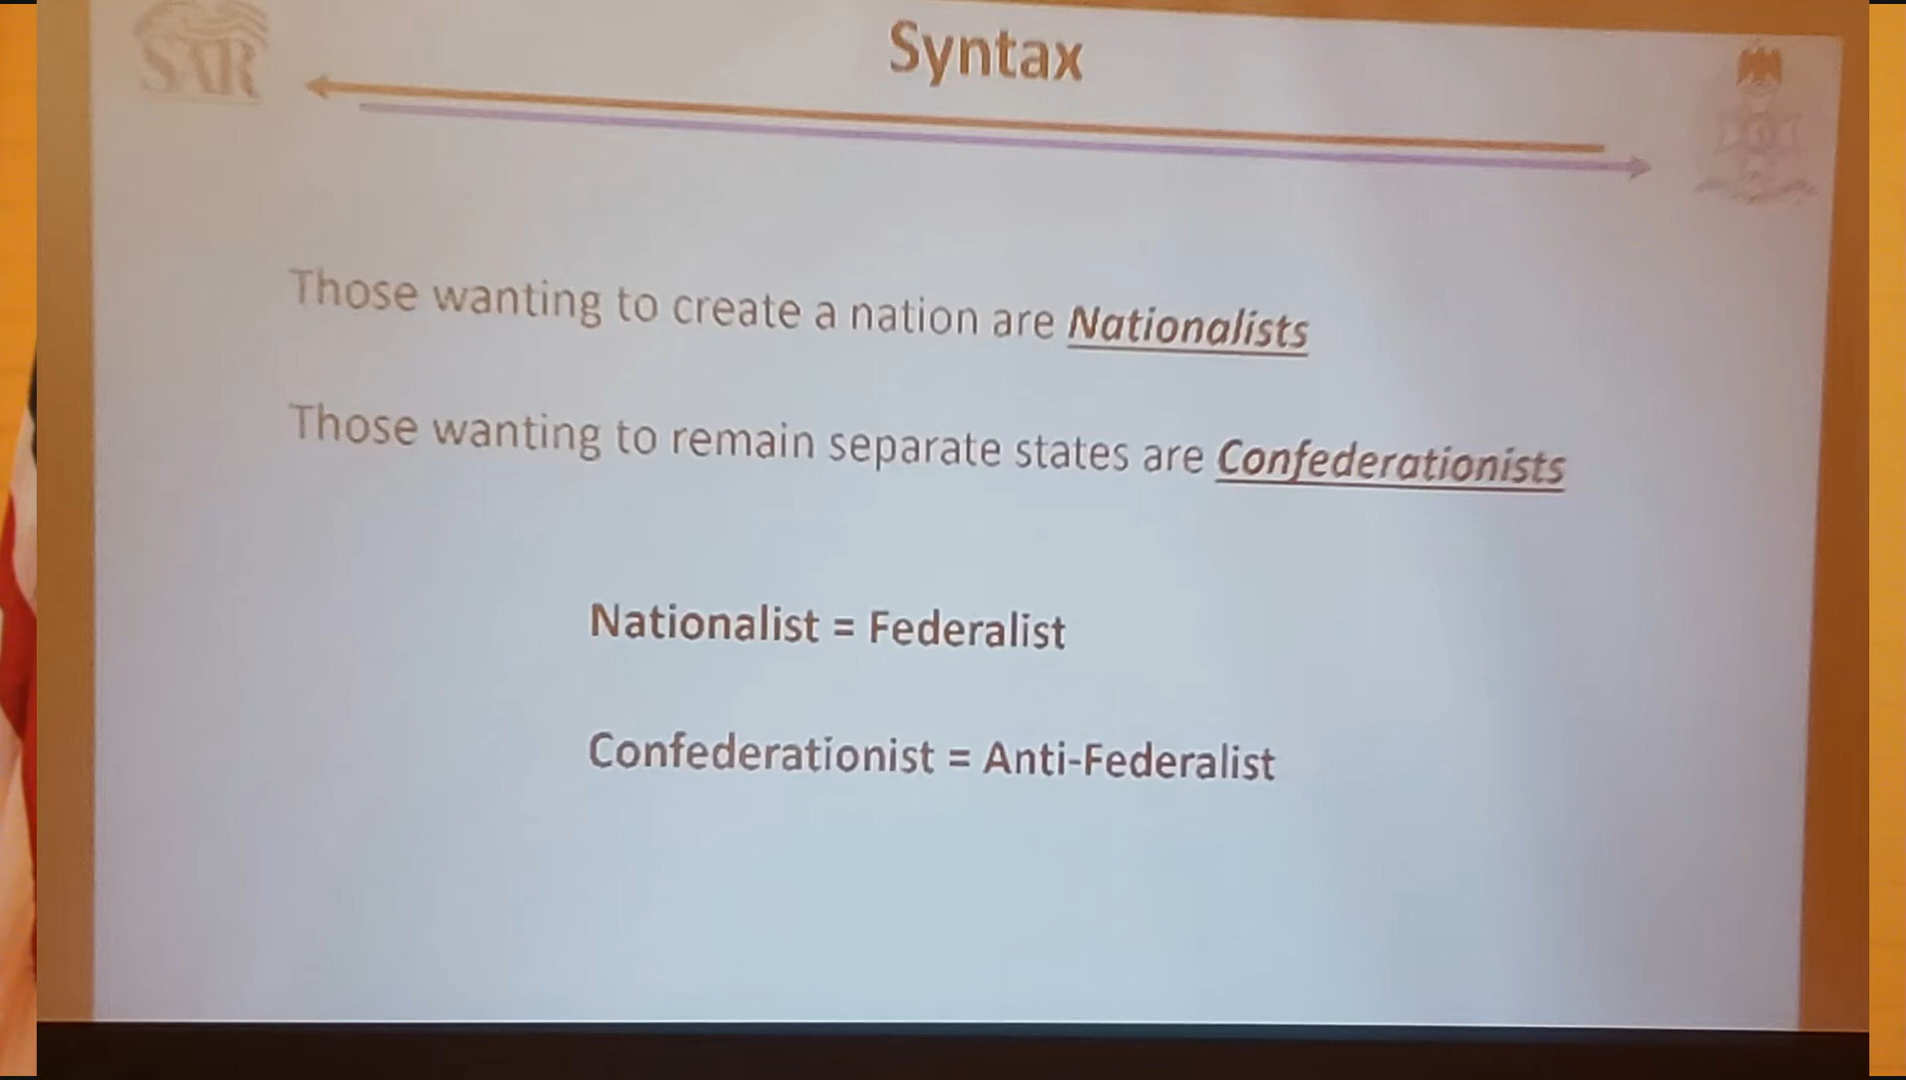 SAR
Syntax
Those wanting to create a nation are Nationalists
Those wanting to remain separate states are Confederationists
Nationalist = Federalist
Confederationist = Anti-Federalist